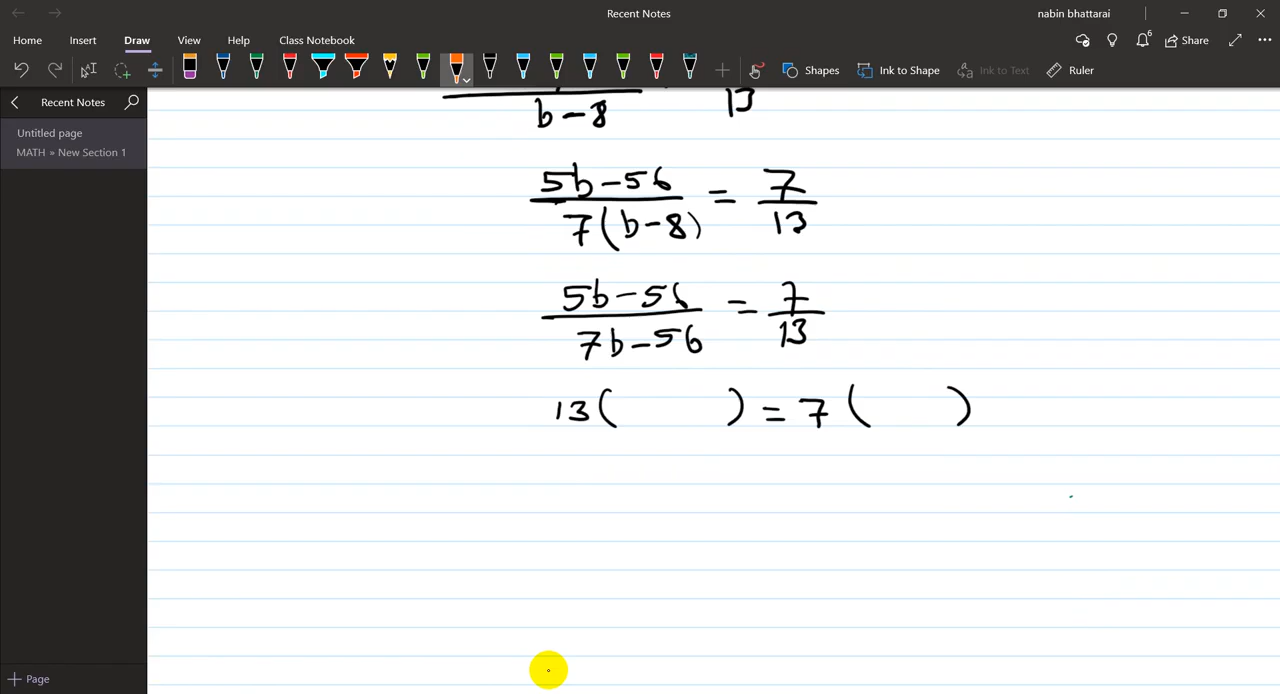 Recent Notes
nabin bhattarai
Home Insert Draw View Help Class Notebook
6
Share
Shapes Ink to Shape Ink to Text Ruler
Recent Notes
Untitled page
MATH » New Section 1
b-8 13
5b-56 / 7(b-8) = 7/13
5b-56 / 7b-56 = 7/13
13( ) = 7( )
Page